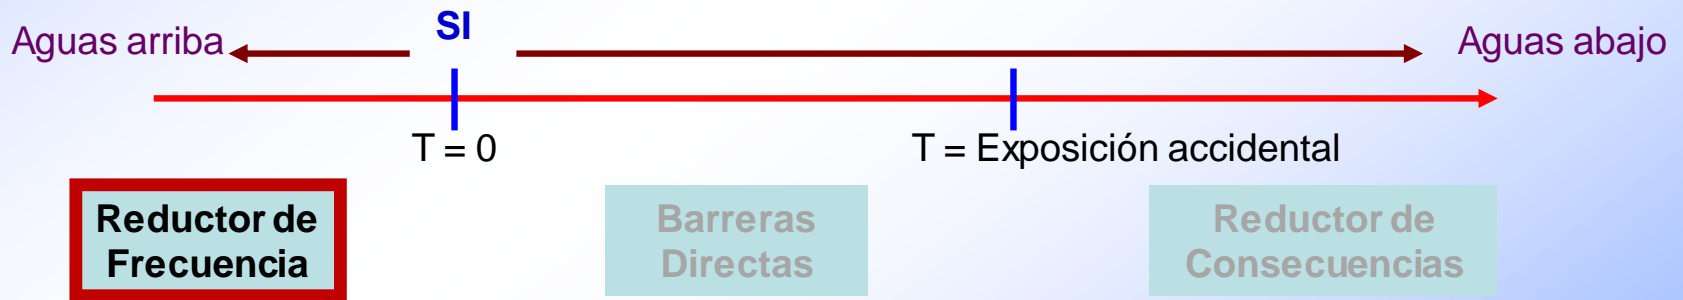 SI
Aguas arriba
Aguas abajo
T = 0
T = Exposición accidental
Reductor de
Frecuencia
Barreras
Directas
Reductor de
Consecuencias